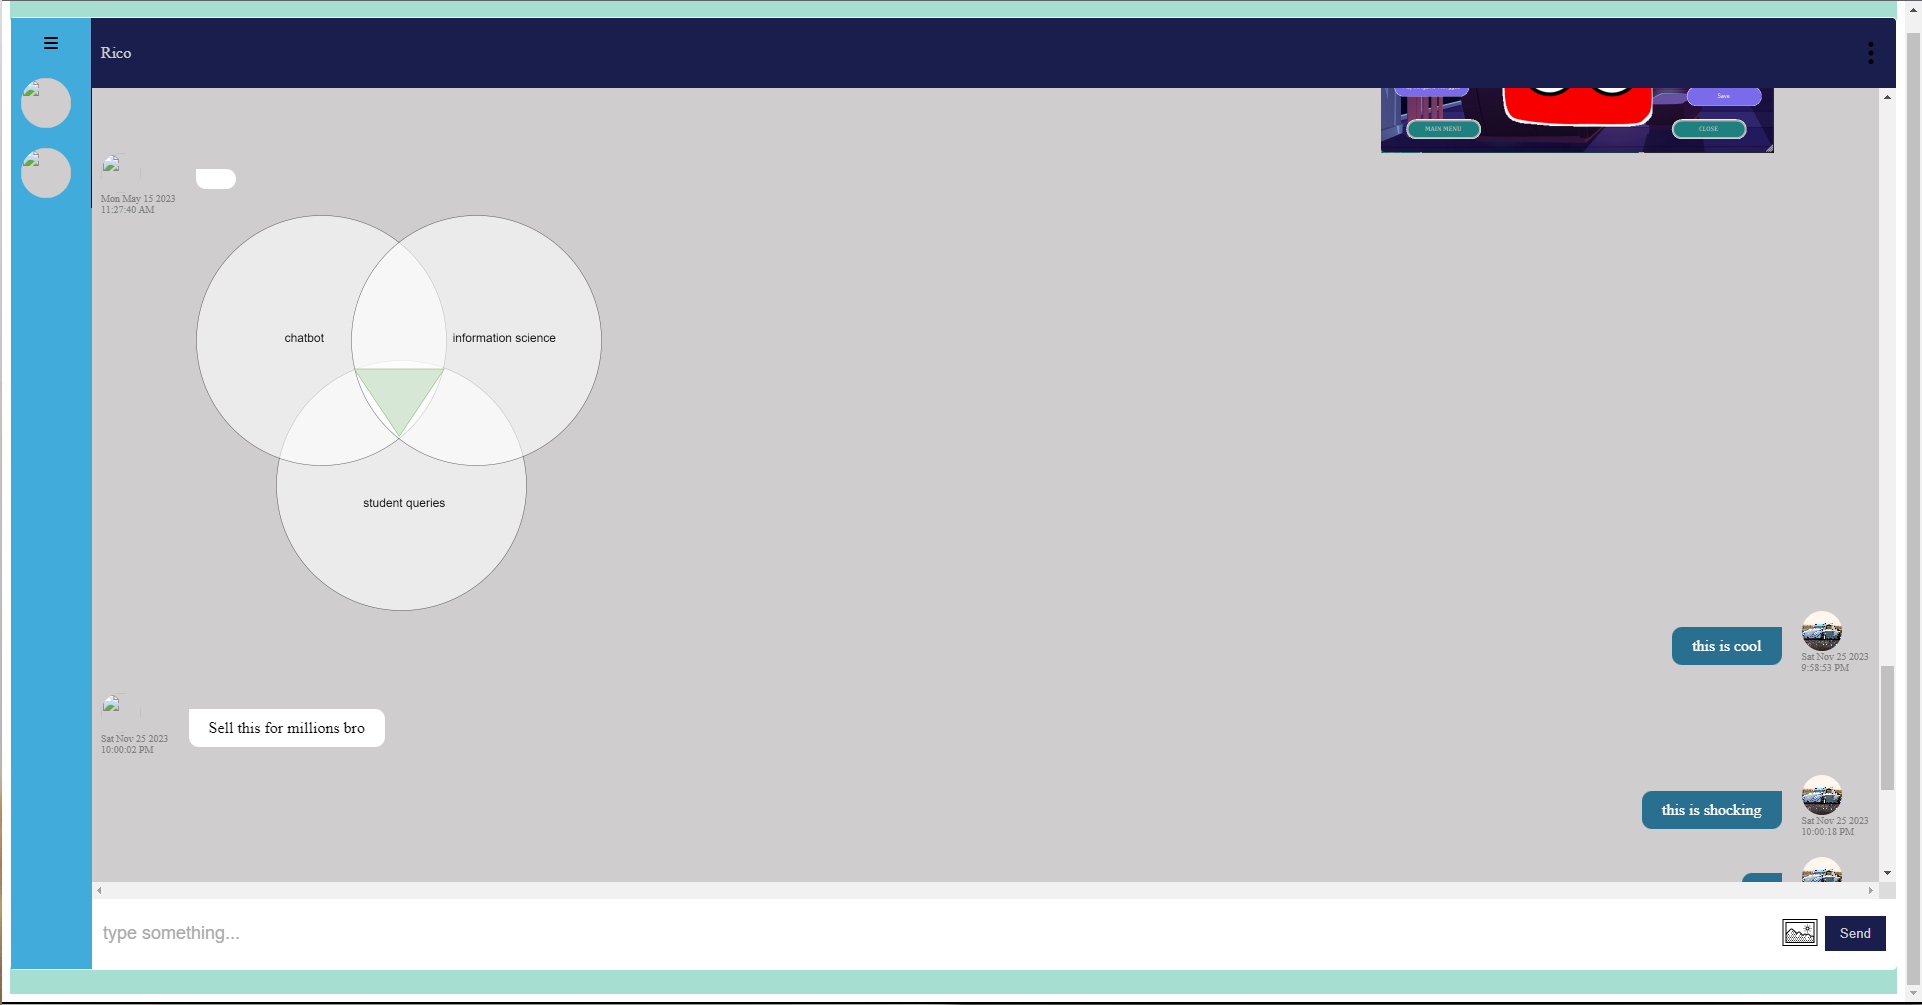 Rico
Save
MAIN MENU
CLOSE
Mon May 15 2023
11:27:40 AM
chatbot
information science
student queries
this is cool
Sat Nov 25 2023
9:58:53 PM
Sell this for millions bro
Sat Nov 25 2023
10:00:02 PM
this is shocking
Sat Nov 25 2023
10:00:18 PM
type something...
Send